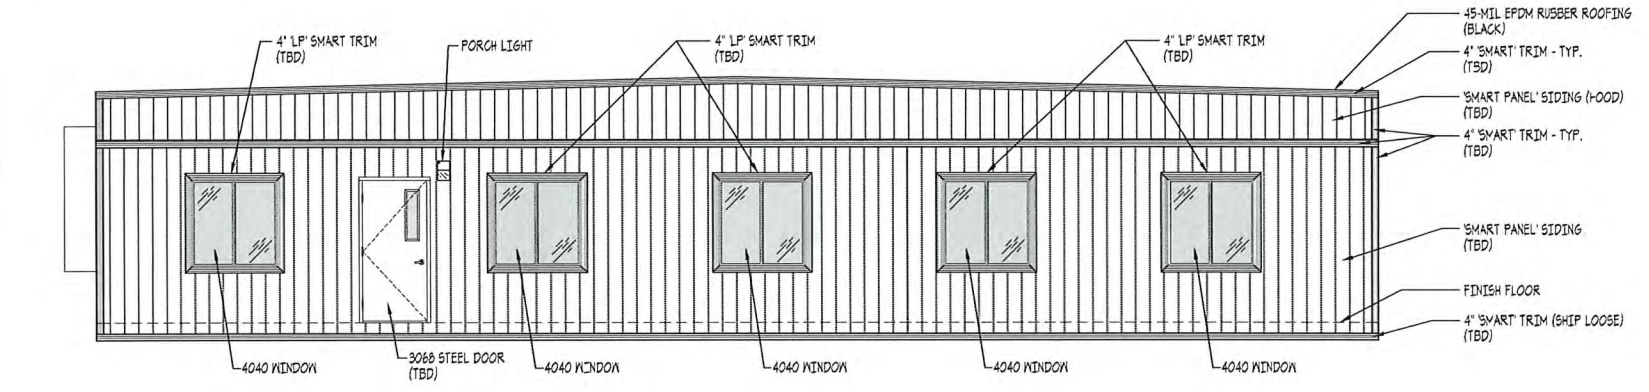 4" 'LP' SMART TRIM
(TBD)
PORCH LIGHT
4" 'LP' SMART TRIM
(TBD)
4" 'LP' SMART TRIM
(TBD)
45-MIL EPDM RUBBER ROOFING
(BLACK)
4" 'SMART' TRIM - TYP.
(TBD)
'SMART PANEL' SIDING (HOOD)
(TBD)
4" 'SMART' TRIM - TYP.
(TBD)
'SMART PANEL' SIDING
(TBD)
FINISH FLOOR
4" 'SMART' TRIM (SHIP LOOSE)
(TBD)
4040 WINDOW
3068 STEEL DOOR
(TBD)
4040 WINDOW
4040 WINDOW
4040 WINDOW
4040 WINDOW